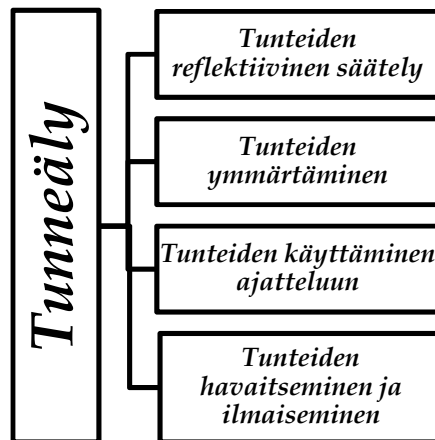 Tunneäly
Tunteiden
reflektiivinen säätely
Tunteiden
ymmärtäminen
Tunteiden käyttäminen
ajatteluun
Tunteiden
havaitseminen ja
ilmaiseminen